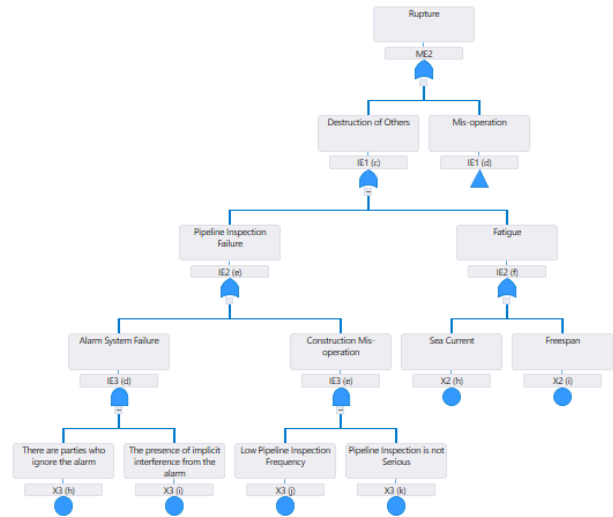 Rupture
ME2
Destruction of Others
Mis-operation
IE1 (c)
IE1 (d)
Pipeline Inspection
Failure
Fatigue
IE2 (e)
IE2 (f)
Alarm System Failure
Construction Mis-
operation
Sea Current
Freespan
IE3 (d)
IE3 (e)
X2 (h)
X2 (i)
There are parties who
ignore the alarm
The presence of implicit
interference from the
alarm
Low Pipeline Inspection
Frequency
Pipeline Inspection is not
Serious
X3 (h)
X3 (i)
X3 (j)
X3 (k)